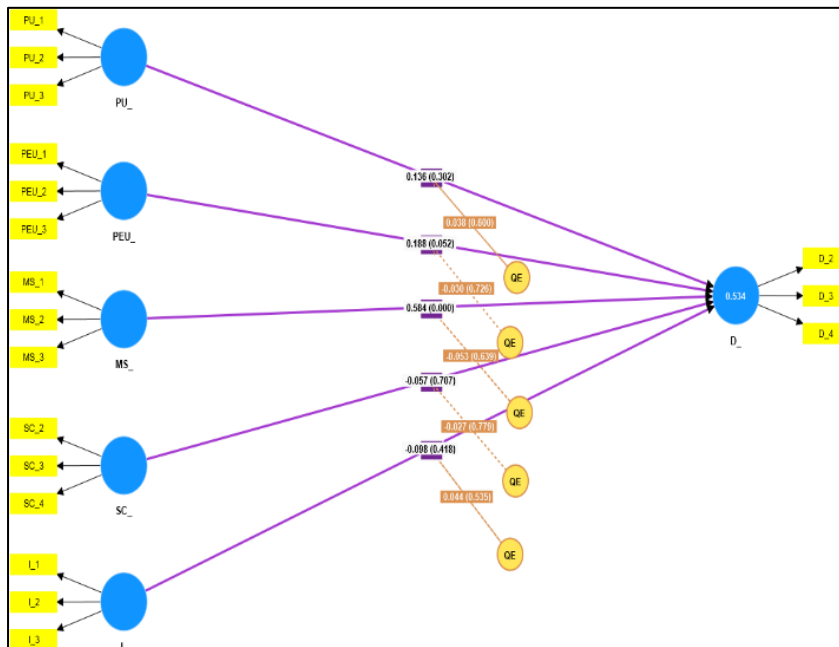 PU_1
PU_2
PU_3
PU_
PEU_1
PEU_2
PEU_3
PEU_
MS_1
MS_2
MS_3
MS_
SC_2
SC_3
SC_4
SC_
I_1
I_2
I_3
0.136 (0.302)
0.038 (0.000)
QE
0.188 (0.052)
-0.036 (0.726)
QE
0.584 (0.000)
-0.053 (0.639)
QE
-0.057 (0.707)
-0.027 (0.779)
QE
-0.098 (0.418)
0.044 (0.535)
QE
0.534
D_
D_2
D_3
D_4